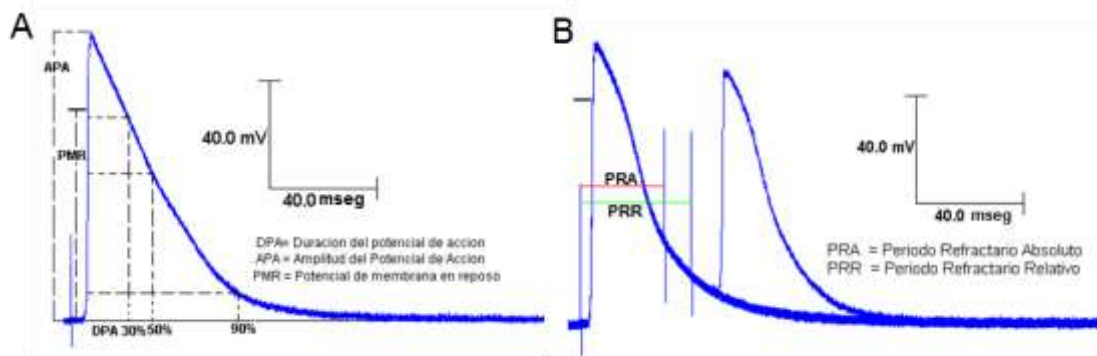 A
APA
PMR
40.0 mV
40.0 mseg
DPA= Duracion del potencial de accion
APA = Amplitud del Potencial de Accion
PMR = Potencial de membrana en reposo
DPA 30% 50% 90%
B
PRA
PRR
40.0 mV
40.0 mseg
PRA = Periodo Refractario Absoluto
PRR = Periodo Refractario Relativo